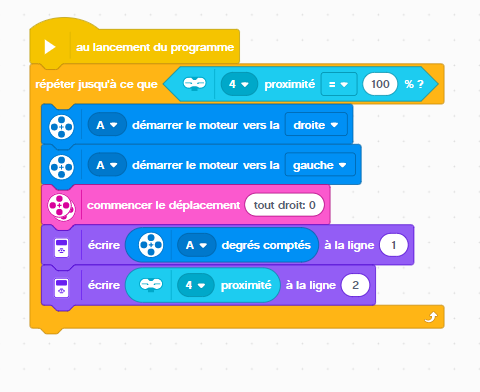 au lancement du programme
répéter jusqu'à ce que 4 proximité = 100 % ?
A démarrer le moteur vers la droite
A démarrer le moteur vers la gauche
commencer le déplacement tout droit: 0
écrire A degrés comptés à la ligne 1
écrire 4 proximité à la ligne 2